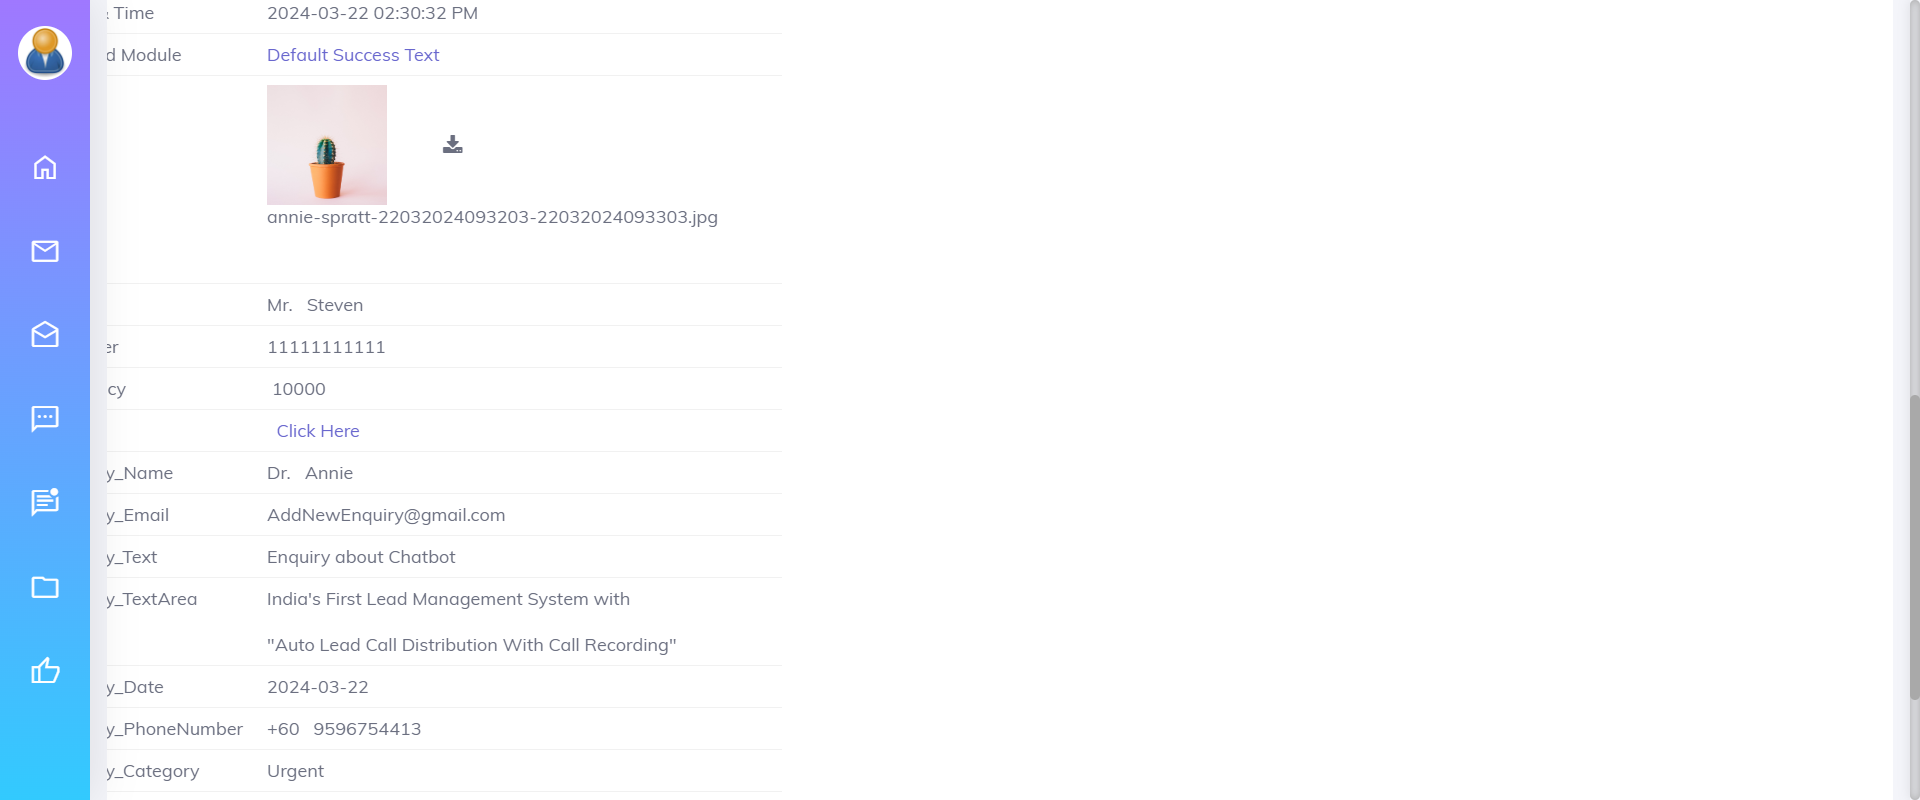 Time 2024-03-22 02:30:32 PM
d Module Default Success Text
annie-spratt-22032024093203-22032024093303.jpg
Mr. Steven
er 11111111111
cy 10000
Click Here
y_Name Dr. Annie
y_Email AddNewEnquiry@gmail.com
y_Text Enquiry about Chatbot
y_TextArea India's First Lead Management System with
"Auto Lead Call Distribution With Call Recording"
y_Date 2024-03-22
y_PhoneNumber +60 9596754413
y_Category Urgent